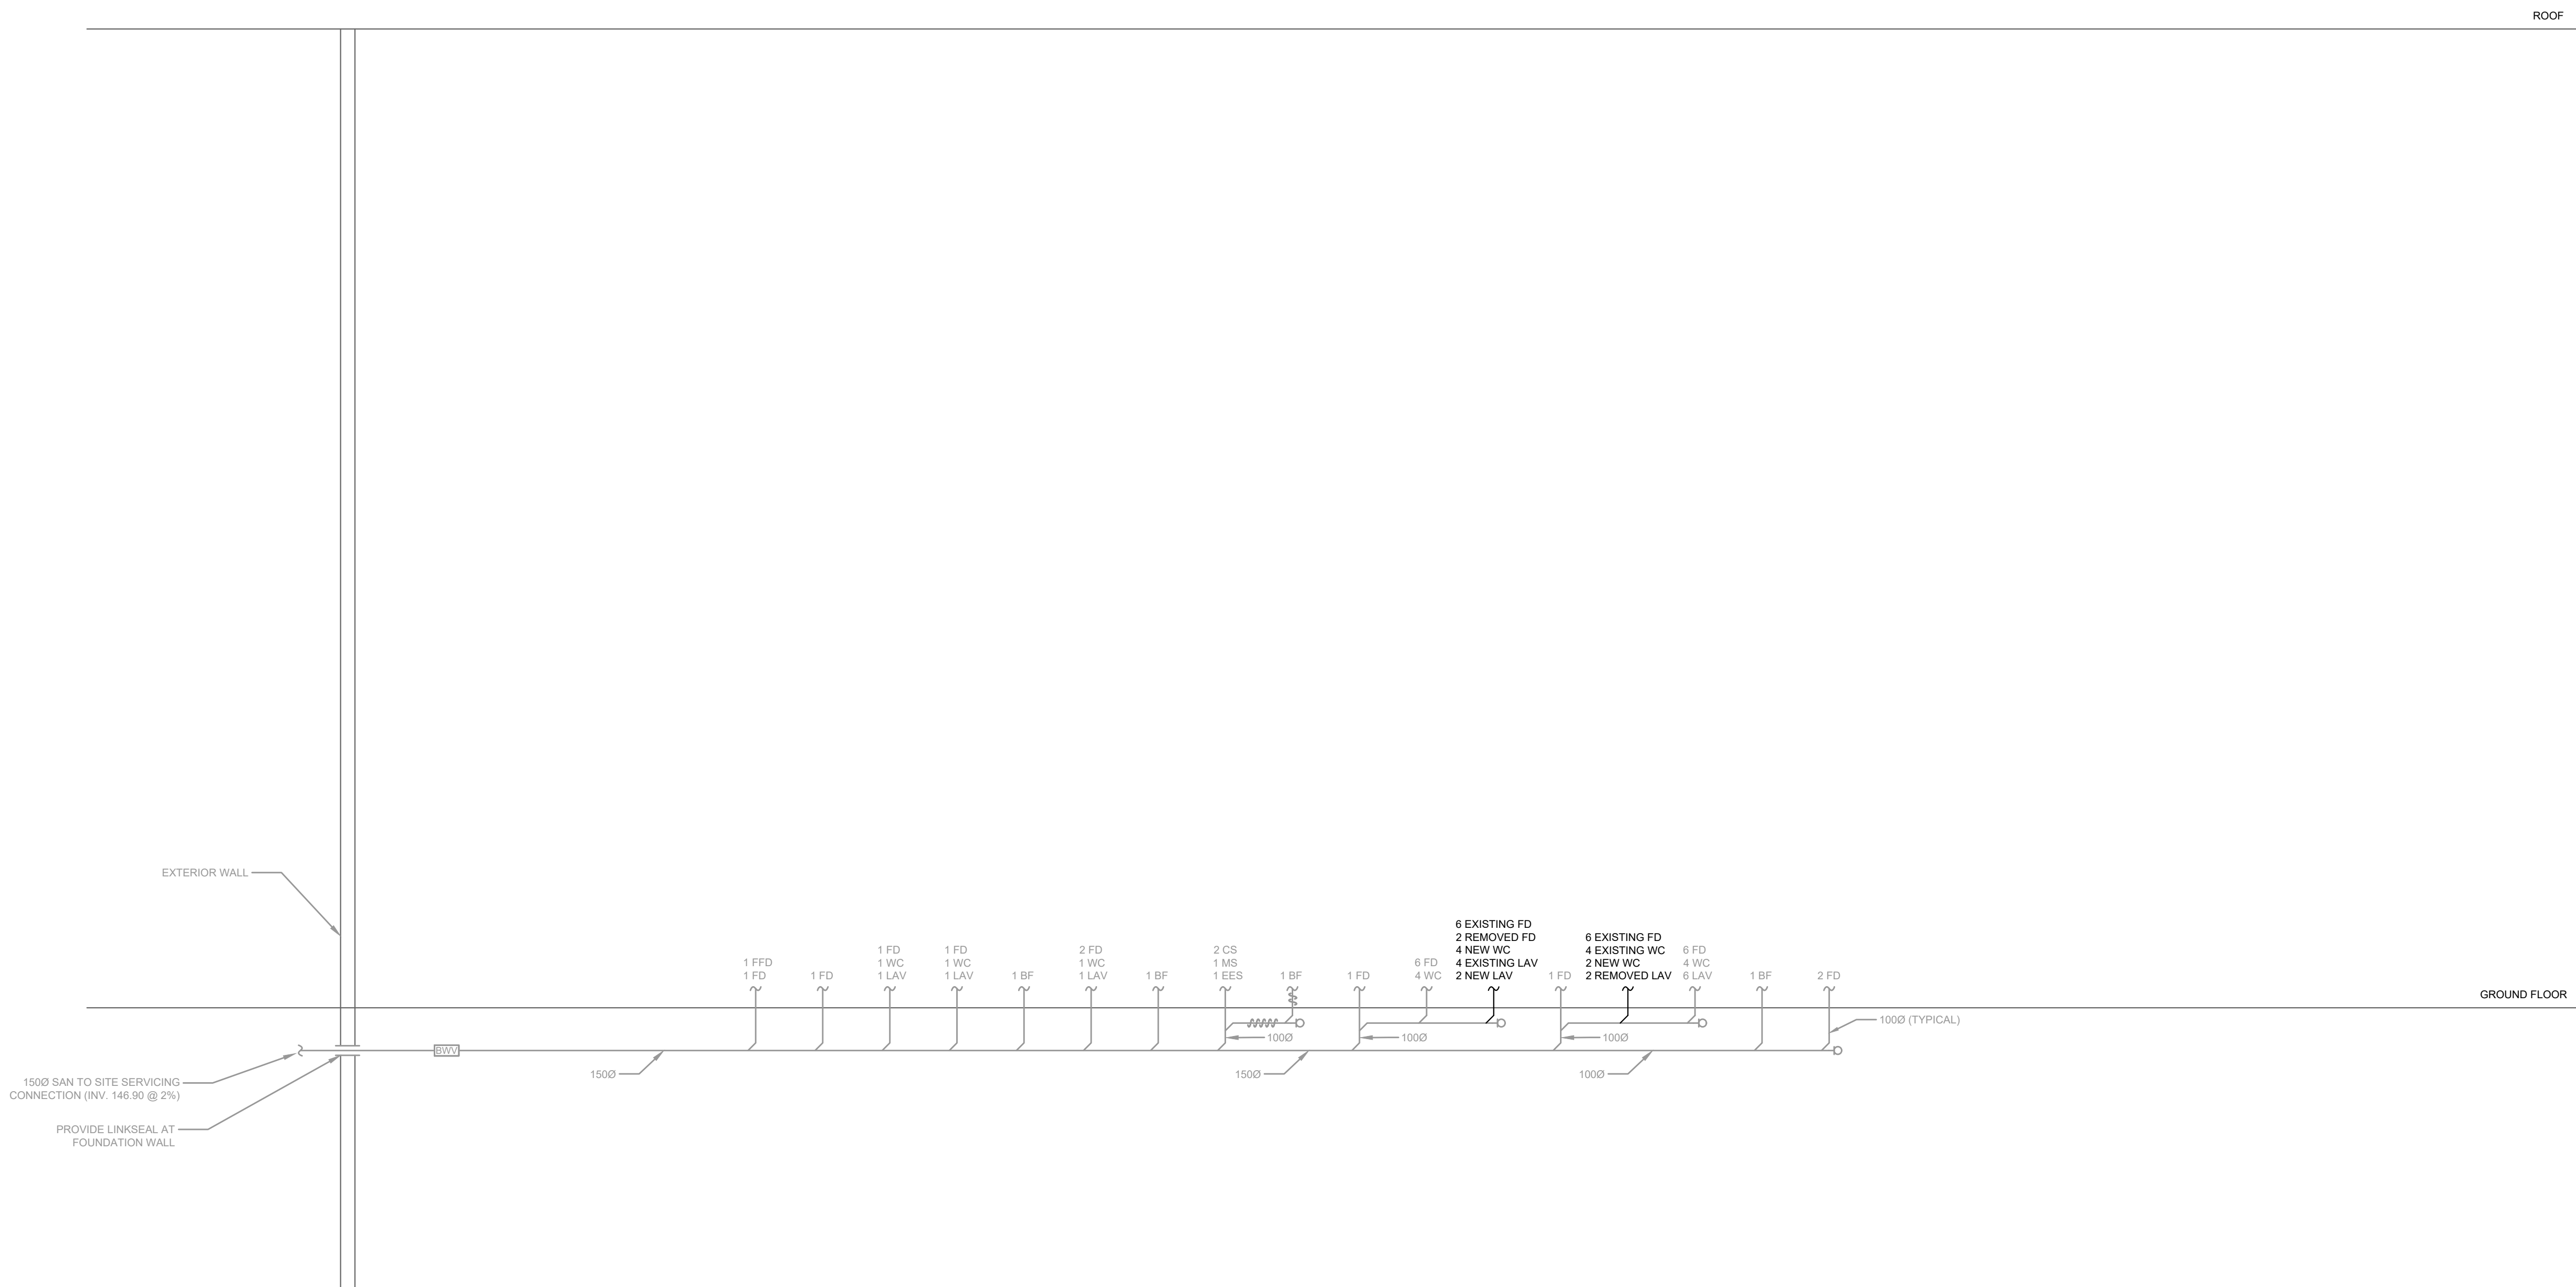 ROOF
EXTERIOR WALL
1 FFD
1 FD
1 FD
1 FD
1 WC
1 LAV
1 FD
1 WC
1 LAV
1 BF
2 FD
1 WC
1 LAV
1 BF
2 CS
1 MS
1 EES
1 BF
1 FD
6 FD
4 WC
6 EXISTING FD
2 REMOVED FD
4 NEW WC
4 EXISTING LAV
2 NEW LAV
1 FD
6 EXISTING FD
4 EXISTING WC
2 NEW WC
2 REMOVED LAV
6 FD
4 WC
6 LAV
1 BF
2 FD
GROUND FLOOR
100Ø (TYPICAL)
100Ø
100Ø
100Ø
BWV
150Ø
150Ø
100Ø
150Ø SAN TO SITE SERVICING
CONNECTION (INV. 146.90 @ 2%)
PROVIDE LINKSEAL AT
FOUNDATION WALL